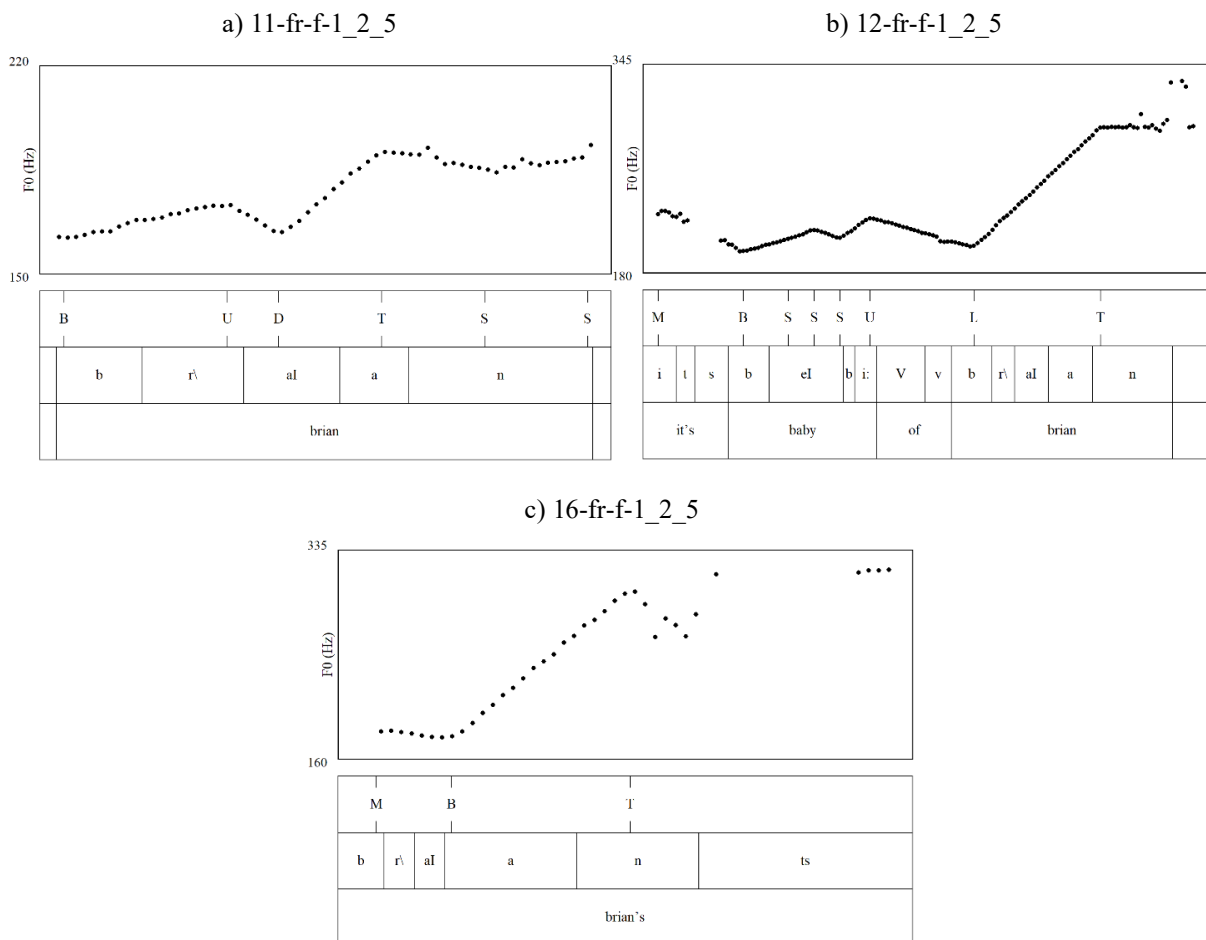 a) 11-fr-f-1_2_5
220
F0 (Hz)
150
B U D T S S
b r\ aI a n
brian
b) 12-fr-f-1_2_5
345
F0 (Hz)
180
M B S S S U L T
i t s b eI b i: V v b r\ aI a n
it's baby of brian
c) 16-fr-f-1_2_5
335
F0 (Hz)
160
M B T
b r\ aI a n ts
brian's